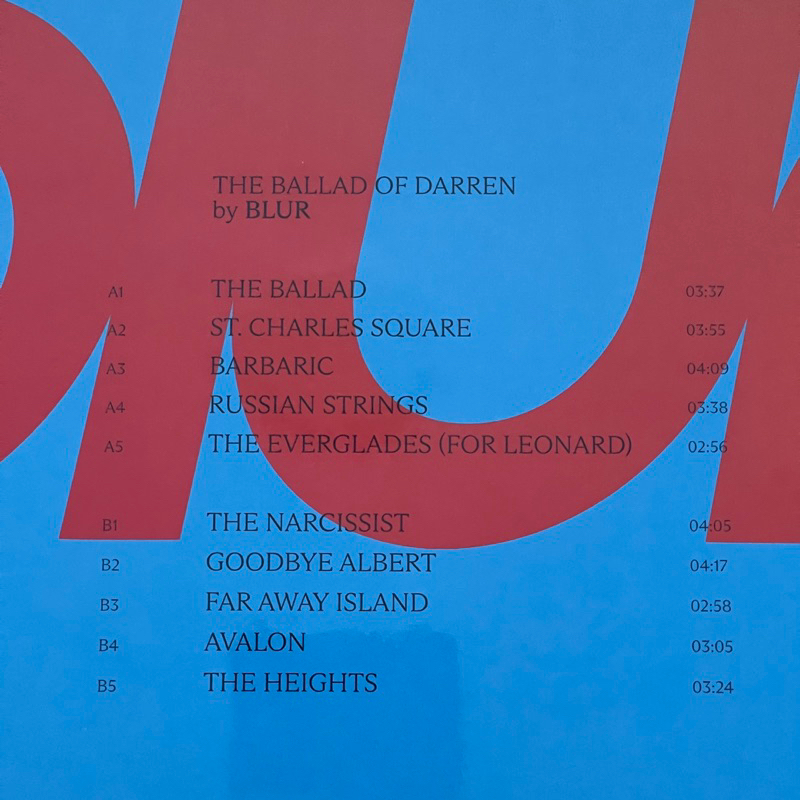 THE BALLAD OF DARREN
by BLUR
A1 THE BALLAD 03:37
A2 ST. CHARLES SQUARE 03:55
A3 BARBARIC 04:09
A4 RUSSIAN STRINGS 03:38
A5 THE EVERGLADES (FOR LEONARD) 02:56
B1 THE NARCISSIST 04:05
B2 GOODBYE ALBERT 04:17
B3 FAR AWAY ISLAND 02:58
B4 AVALON 03:05
B5 THE HEIGHTS 03:24